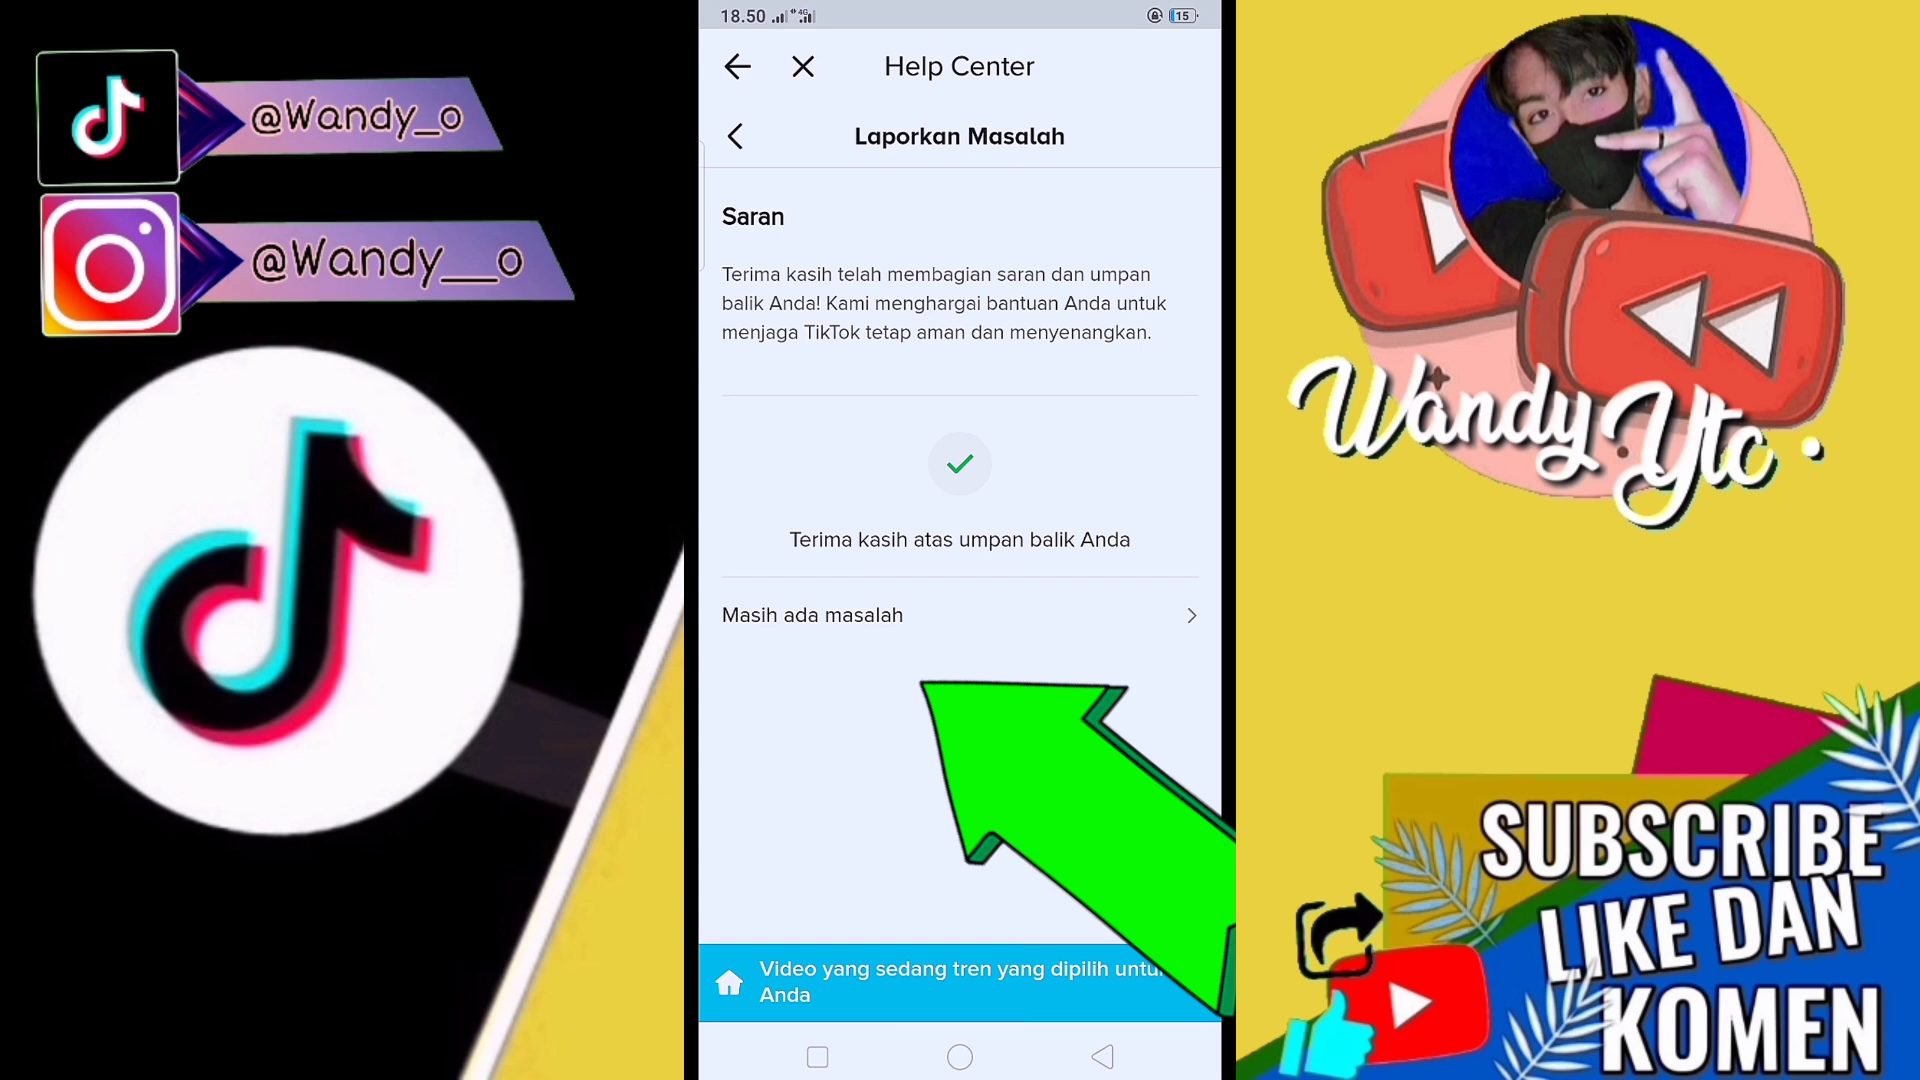 @Wandy_o
@Wandy__o
18.50
4G
15
Help Center
Laporkan Masalah
Saran
Terima kasih telah membagian saran dan umpan
balik Anda! Kami menghargai bantuan Anda untuk
menjaga TikTok tetap aman dan menyenangkan.
Terima kasih atas umpan balik Anda
Masih ada masalah
Video yang sedang tren yang dipilih
Anda
Wandy Ytc
SUBSCRIBE
LIKE DAN
KOMEN